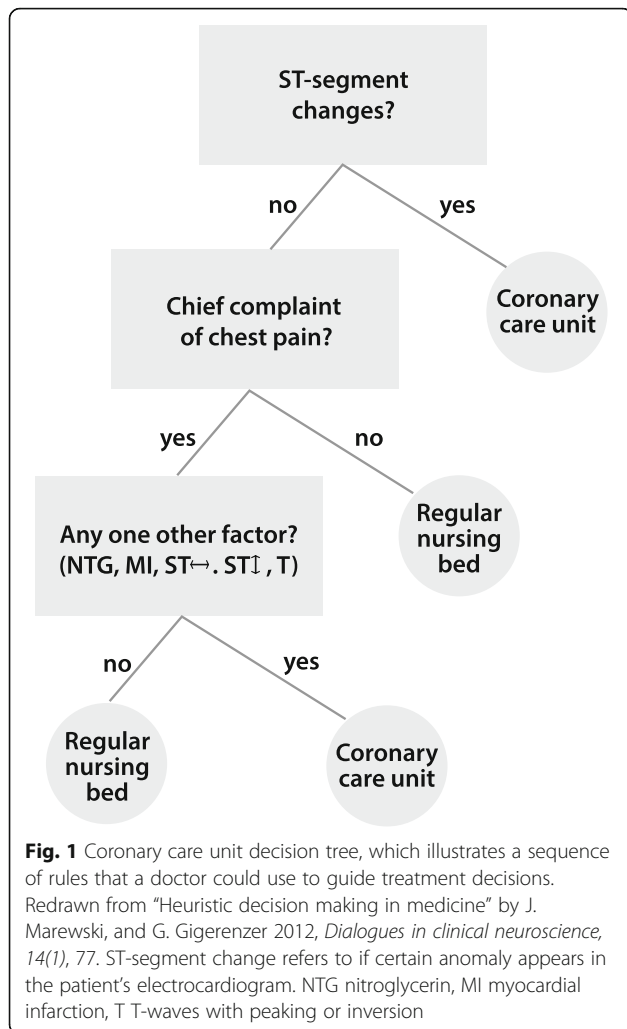 ST-segment
changes?
no
yes
Chief complaint
of chest pain?
Coronary
care unit
yes
no
Any one other factor?
(NTG, MI, ST↔. ST↕, T)
Regular
nursing
bed
no
yes
Regular
nursing
bed
Coronary
care unit
Fig. 1 Coronary care unit decision tree, which illustrates a sequence
of rules that a doctor could use to guide treatment decisions.
Redrawn from “Heuristic decision making in medicine” by J.
Marewski, and G. Gigerenzer 2012, Dialogues in clinical neuroscience,
14(1), 77. ST-segment change refers to if certain anomaly appears in
the patient’s electrocardiogram. NTG nitroglycerin, MI myocardial
infarction, T T-waves with peaking or inversion